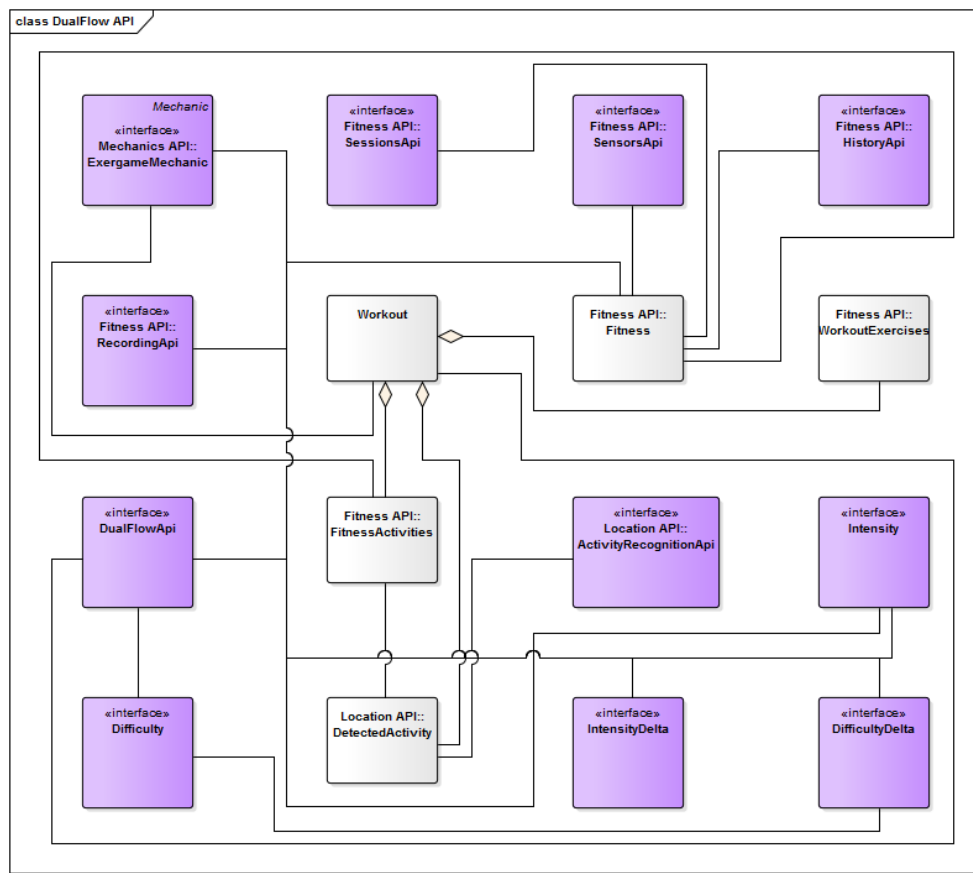 class DualFlow API
Mechanic
«interface»
Mechanics API::
ExergameMechanic
«interface»
Fitness API::
SessionsApi
«interface»
Fitness API::
SensorsApi
«interface»
Fitness API::
HistoryApi
«interface»
Fitness API::
RecordingApi
Workout
Fitness API::
Fitness
Fitness API::
WorkoutExercises
«interface»
DualFlowApi
Fitness API::
FitnessActivities
«interface»
Location API::
ActivityRecognitionApi
«interface»
Intensity
«interface»
Difficulty
Location API::
DetectedActivity
«interface»
IntensityDelta
«interface»
DifficultyDelta